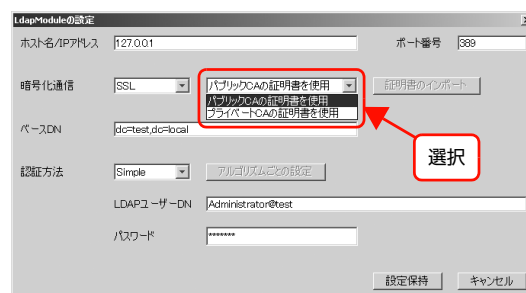 LdapModuleの設定
ホスト名/IPアドレス 127.0.0.1 ポート番号 389
暗号化通信 SSL パブリックCAの証明書を使用 証明書のインポート
パブリックCAの証明書を使用
プライベートCAの証明書を使用
ベースDN dc=test,dc=local
選択
認証方法 Simple アルゴリズムごとの設定
LDAPユーザーDN Administrator@test
パスワード *******
設定保持 キャンセル